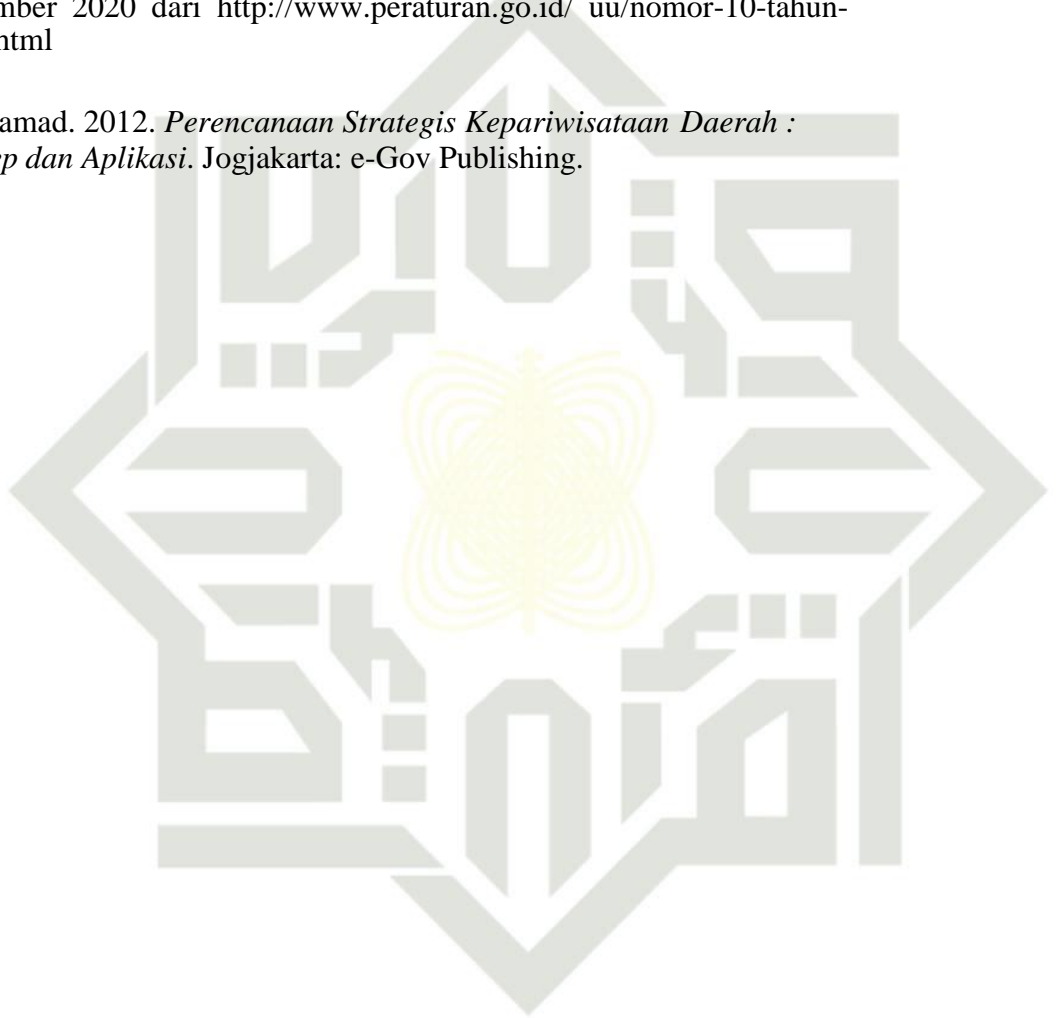 mber 2020 dari http://www.peraturan.go.id/ uu/nomor-10-tahun-
html
amad. 2012. Perencanaan Strategis Kepariwisataan Daerah :
ep dan Aplikasi. Jogjakarta: e-Gov Publishing.